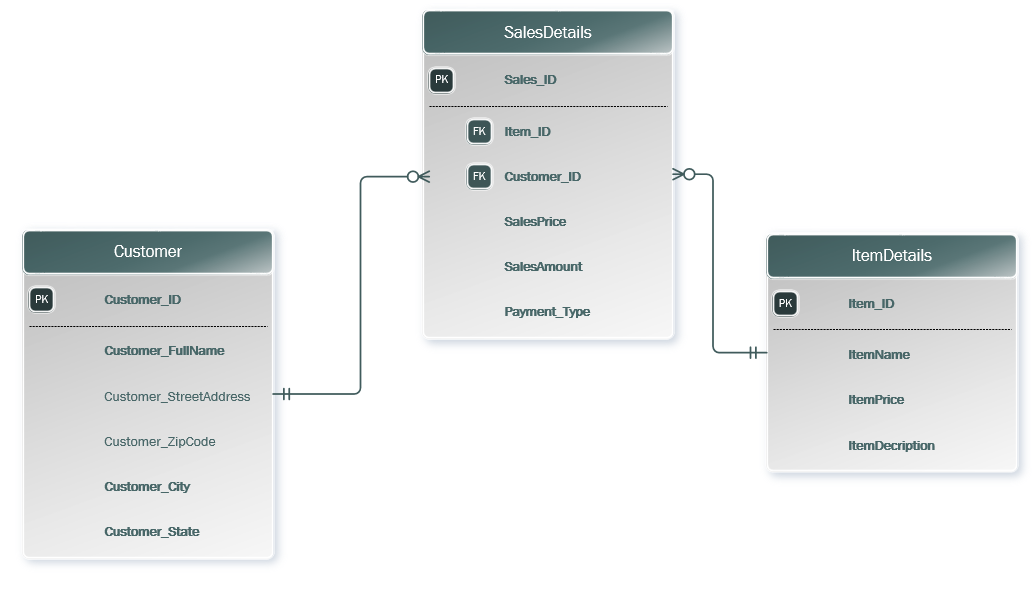 SalesDetails
PK Sales_ID
FK Item_ID
FK Customer_ID
SalesPrice
SalesAmount
Payment_Type
Customer
PK Customer_ID
Customer_FullName
Customer_StreetAddress
Customer_ZipCode
Customer_City
Customer_State
ItemDetails
PK Item_ID
ItemName
ItemPrice
ItemDecription